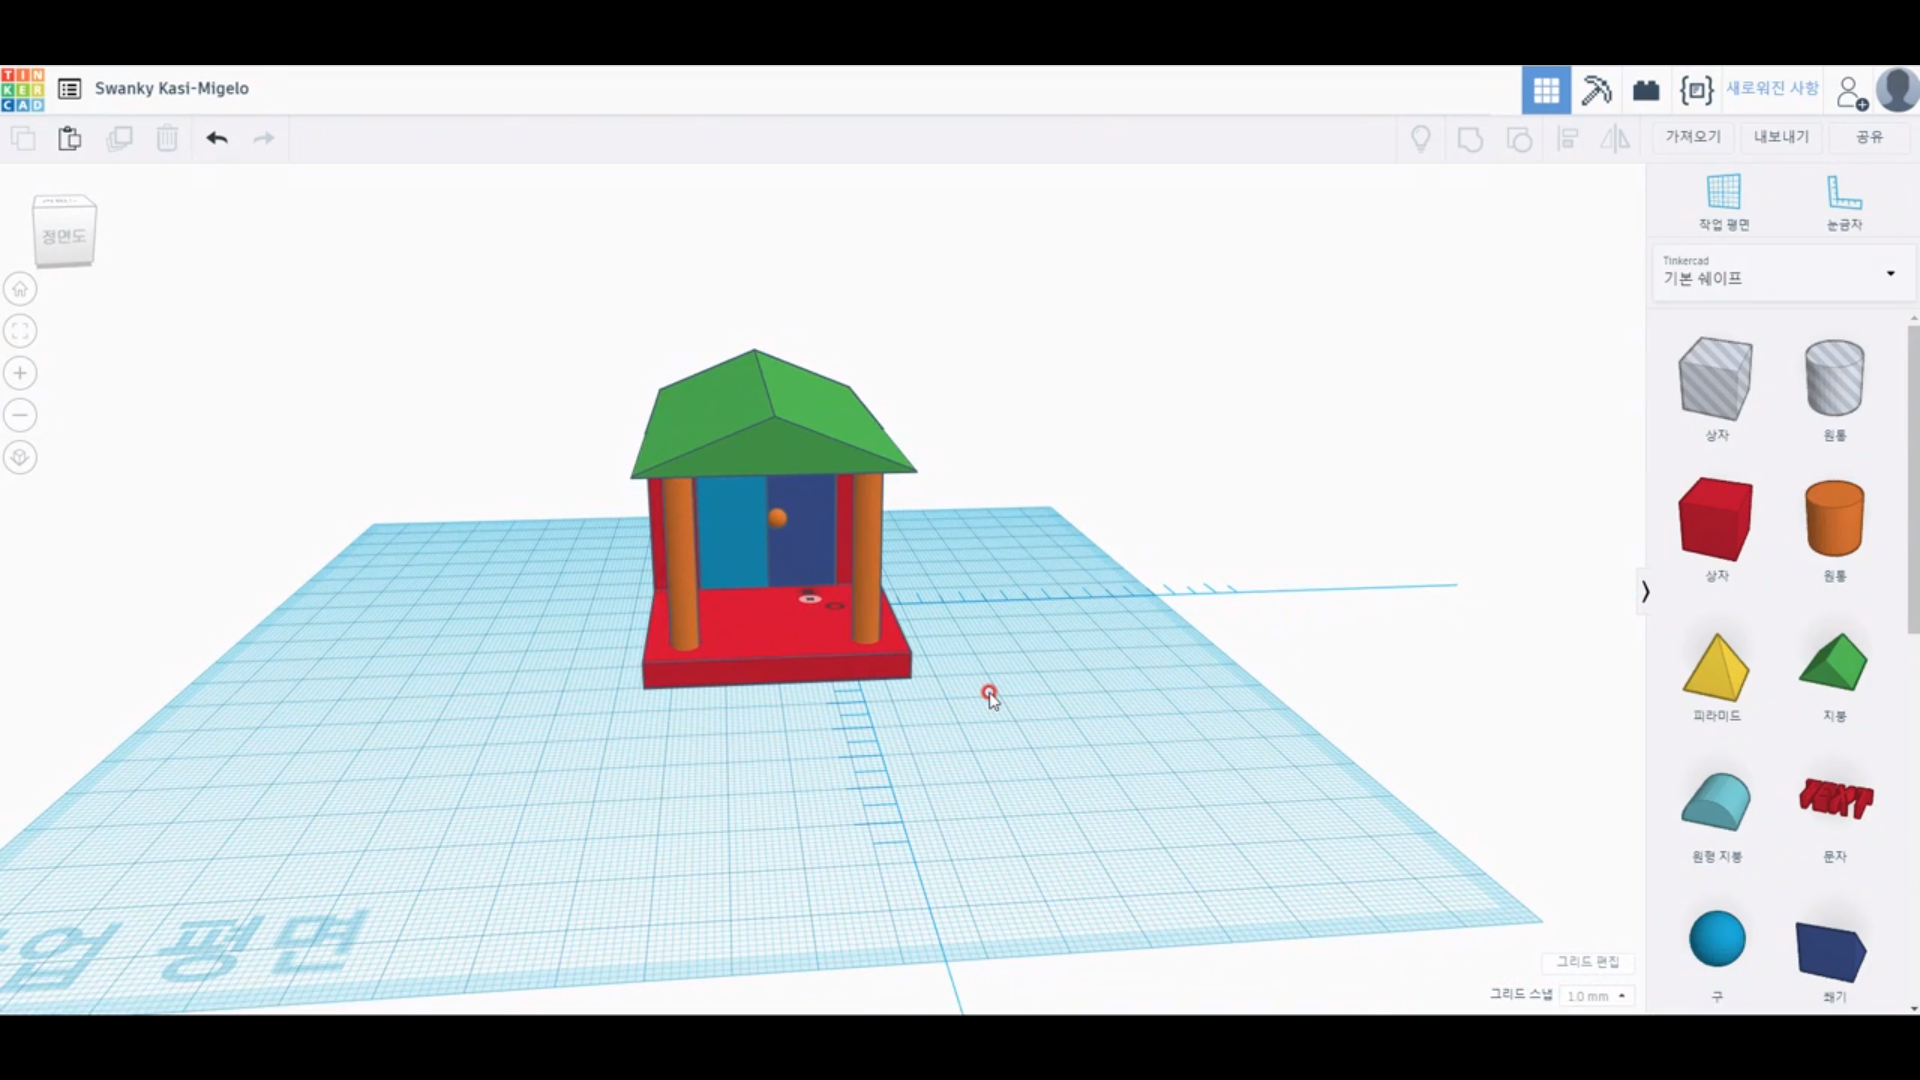 TIN
KER
CAD
Swanky Kasi-Migelo
새로워진 사항
가져오기
내보내기
공유
정면도
작업 평면
눈금자
Tinkercad
기본 쉐이프
상자
원통
상자
원통
피라미드
지붕
원형 지붕
TEXT
문자
구
쐐기
업 평면
그리드 편집
그리드 스냅
1.0 mm